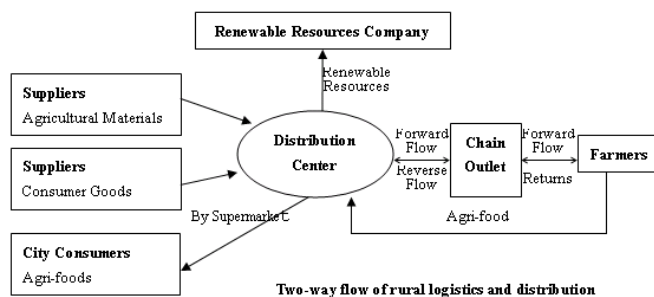 Renewable Resources Company
Renewable
Resources
Suppliers
Agricultural Materials
Suppliers
Consumer Goods
City Consumers
Agri-foods
Distribution
Center
By Supermarket
Forward
Flow
Reverse
Flow
Chain
Outlet
Forward
Flow
Returns
Farmers
Agri-food
Two-way flow of rural logistics and distribution